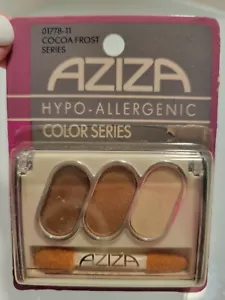 01778-11
COCOA FROST
SERIES
AZIZA
HYPO-ALLERGENIC
COLOR SERIES
AZIZA